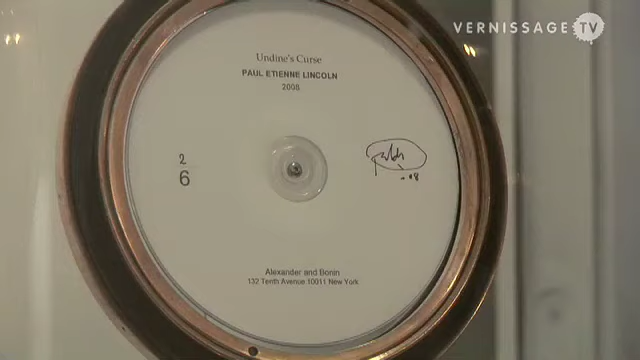 VERNISSAGE TV
Undine's Curse
PAUL ETIENNE LINCOLN
2008
2
6
-08
Alexander and Bonin
132 Tenth Avenue 10011 New York